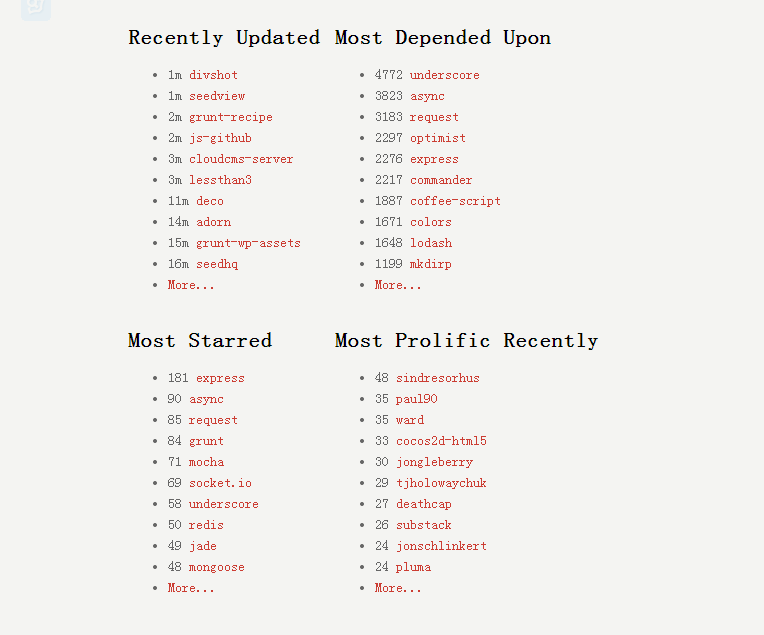 Recently Updated
1m divshot
1m seedview
2m grunt-recipe
2m js-github
3m cloudcms-server
3m lessthan3
11m deco
14m adorn
15m grunt-wp-assets
16m seedhq
More...
Most Depended Upon
4772 underscore
3823 async
3183 request
2297 optimist
2276 express
2217 commander
1887 coffee-script
1671 colors
1648 lodash
1199 mkdirp
More...
Most Starred
181 express
90 async
85 request
84 grunt
71 mocha
69 socket.io
58 underscore
50 redis
49 jade
48 mongoose
More...
Most Prolific Recently
48 sindresorhus
35 paul90
35 ward
33 cocos2d-html5
30 jongleberry
29 tjholowaychuk
27 deathcap
26 substack
24 jonschlinkert
24 pluma
More...